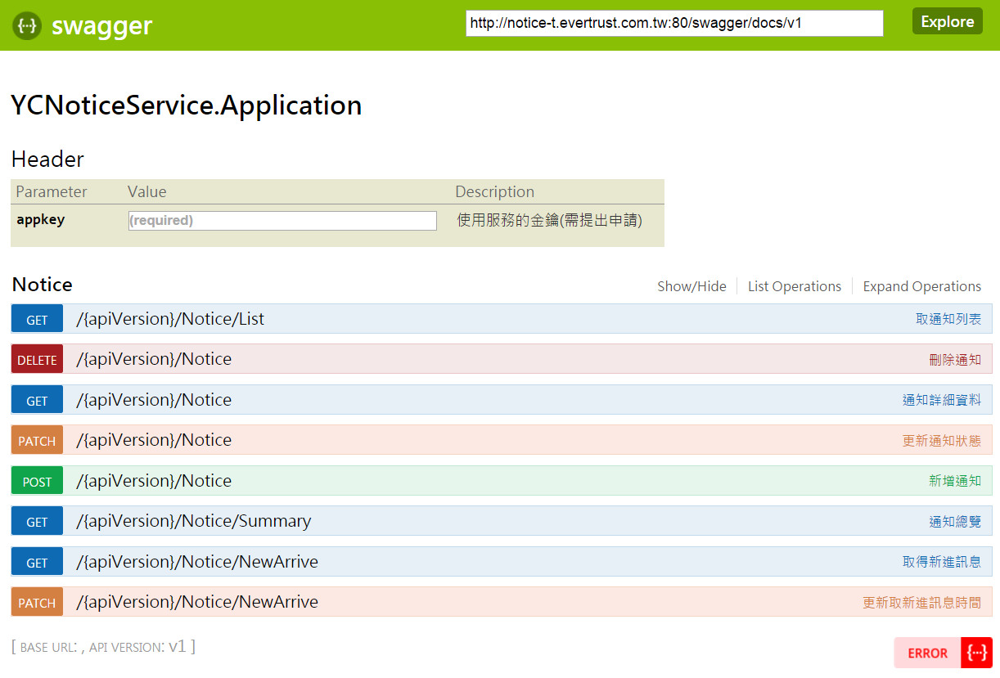 {···} swagger http://notice-t.evertrust.com.tw:80/swagger/docs/v1 Explore
YCNoticeService.Application
Header
Parameter Value Description
appkey (required) 使用服務的金鑰(需提出申請)
Notice Show/Hide List Operations Expand Operations
GET /{apiVersion}/Notice/List 取通知列表
DELETE /{apiVersion}/Notice 刪除通知
GET /{apiVersion}/Notice 通知詳細資料
PATCH /{apiVersion}/Notice 更新通知狀態
POST /{apiVersion}/Notice 新增通知
GET /{apiVersion}/Notice/Summary 通知總覽
GET /{apiVersion}/Notice/NewArrive 取得新進訊息
PATCH /{apiVersion}/Notice/NewArrive 更新取新進訊息時間
[ BASE URL: , API VERSION: v1 ] ERROR {···}